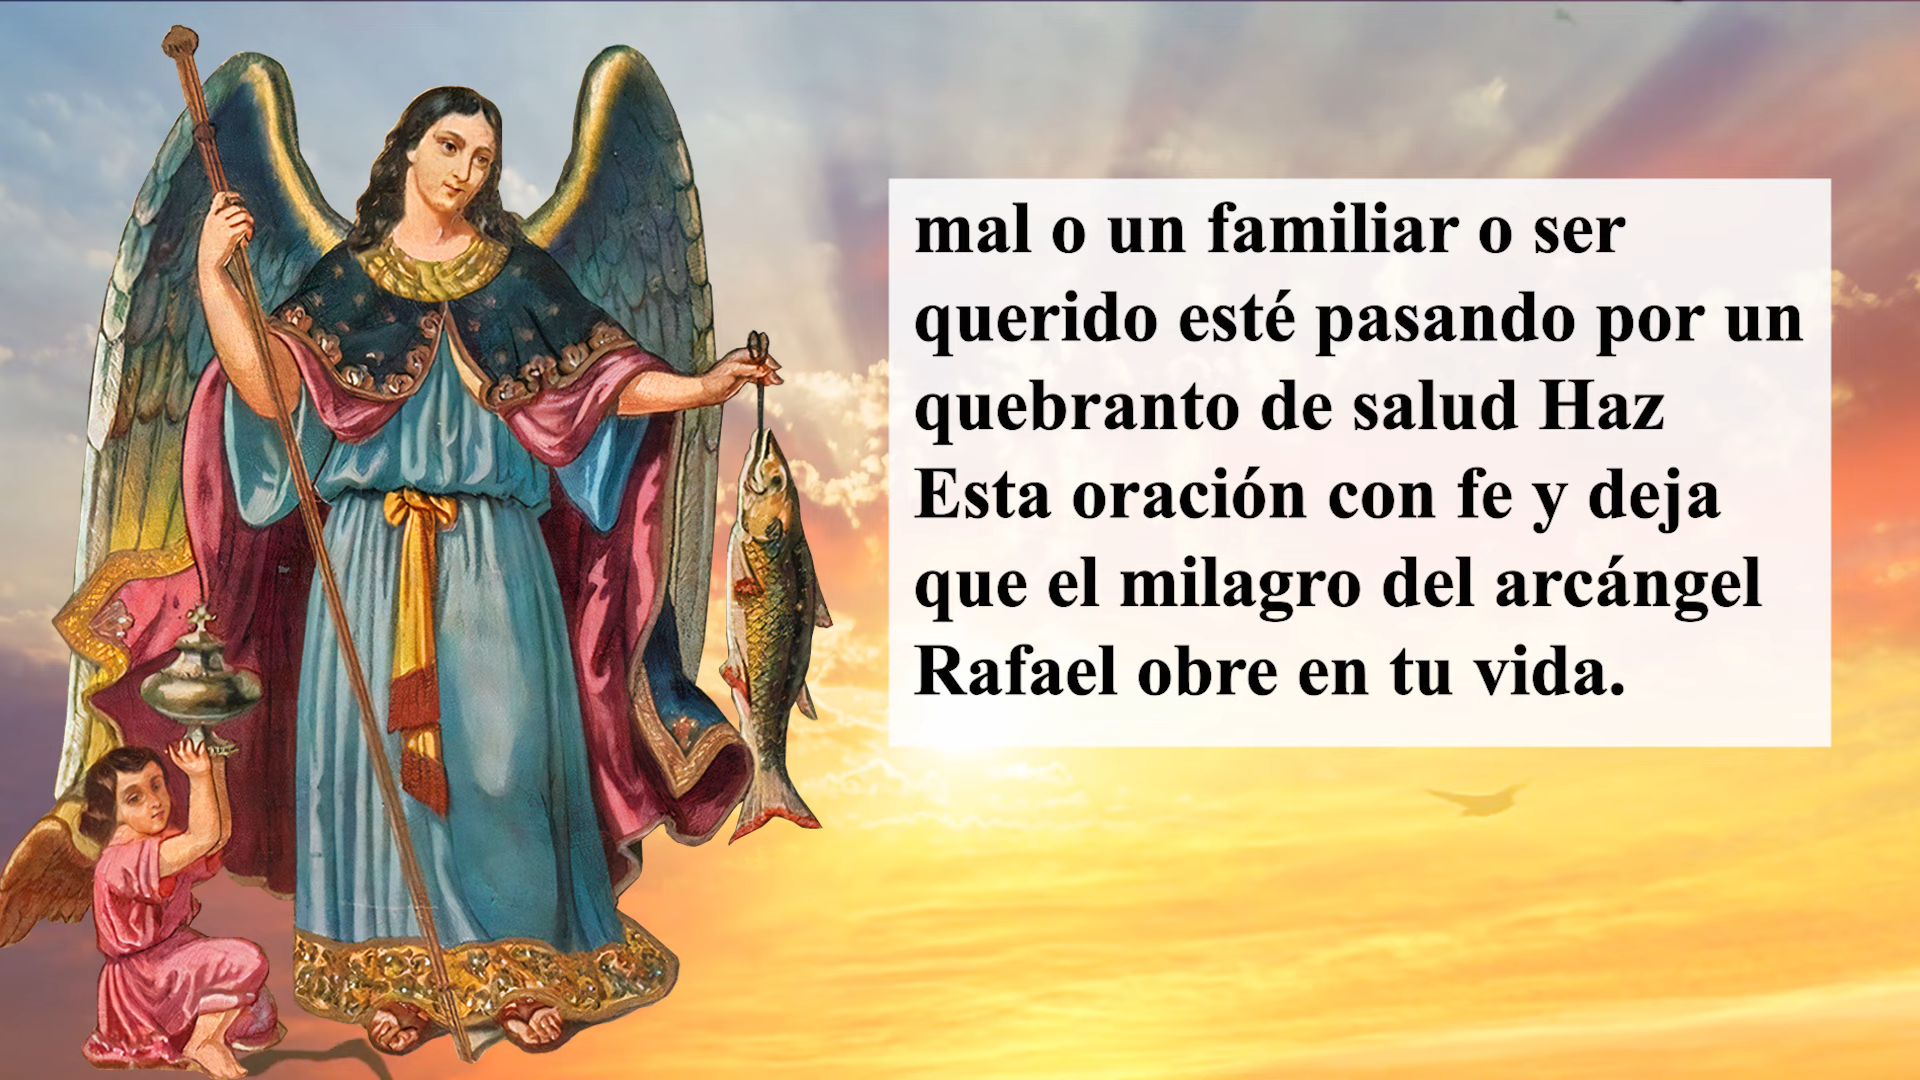 mal o un familiar o ser
querido esté pasando por un
quebranto de salud Haz
Esta oración con fe y deja
que el milagro del arcángel
Rafael obre en tu vida.